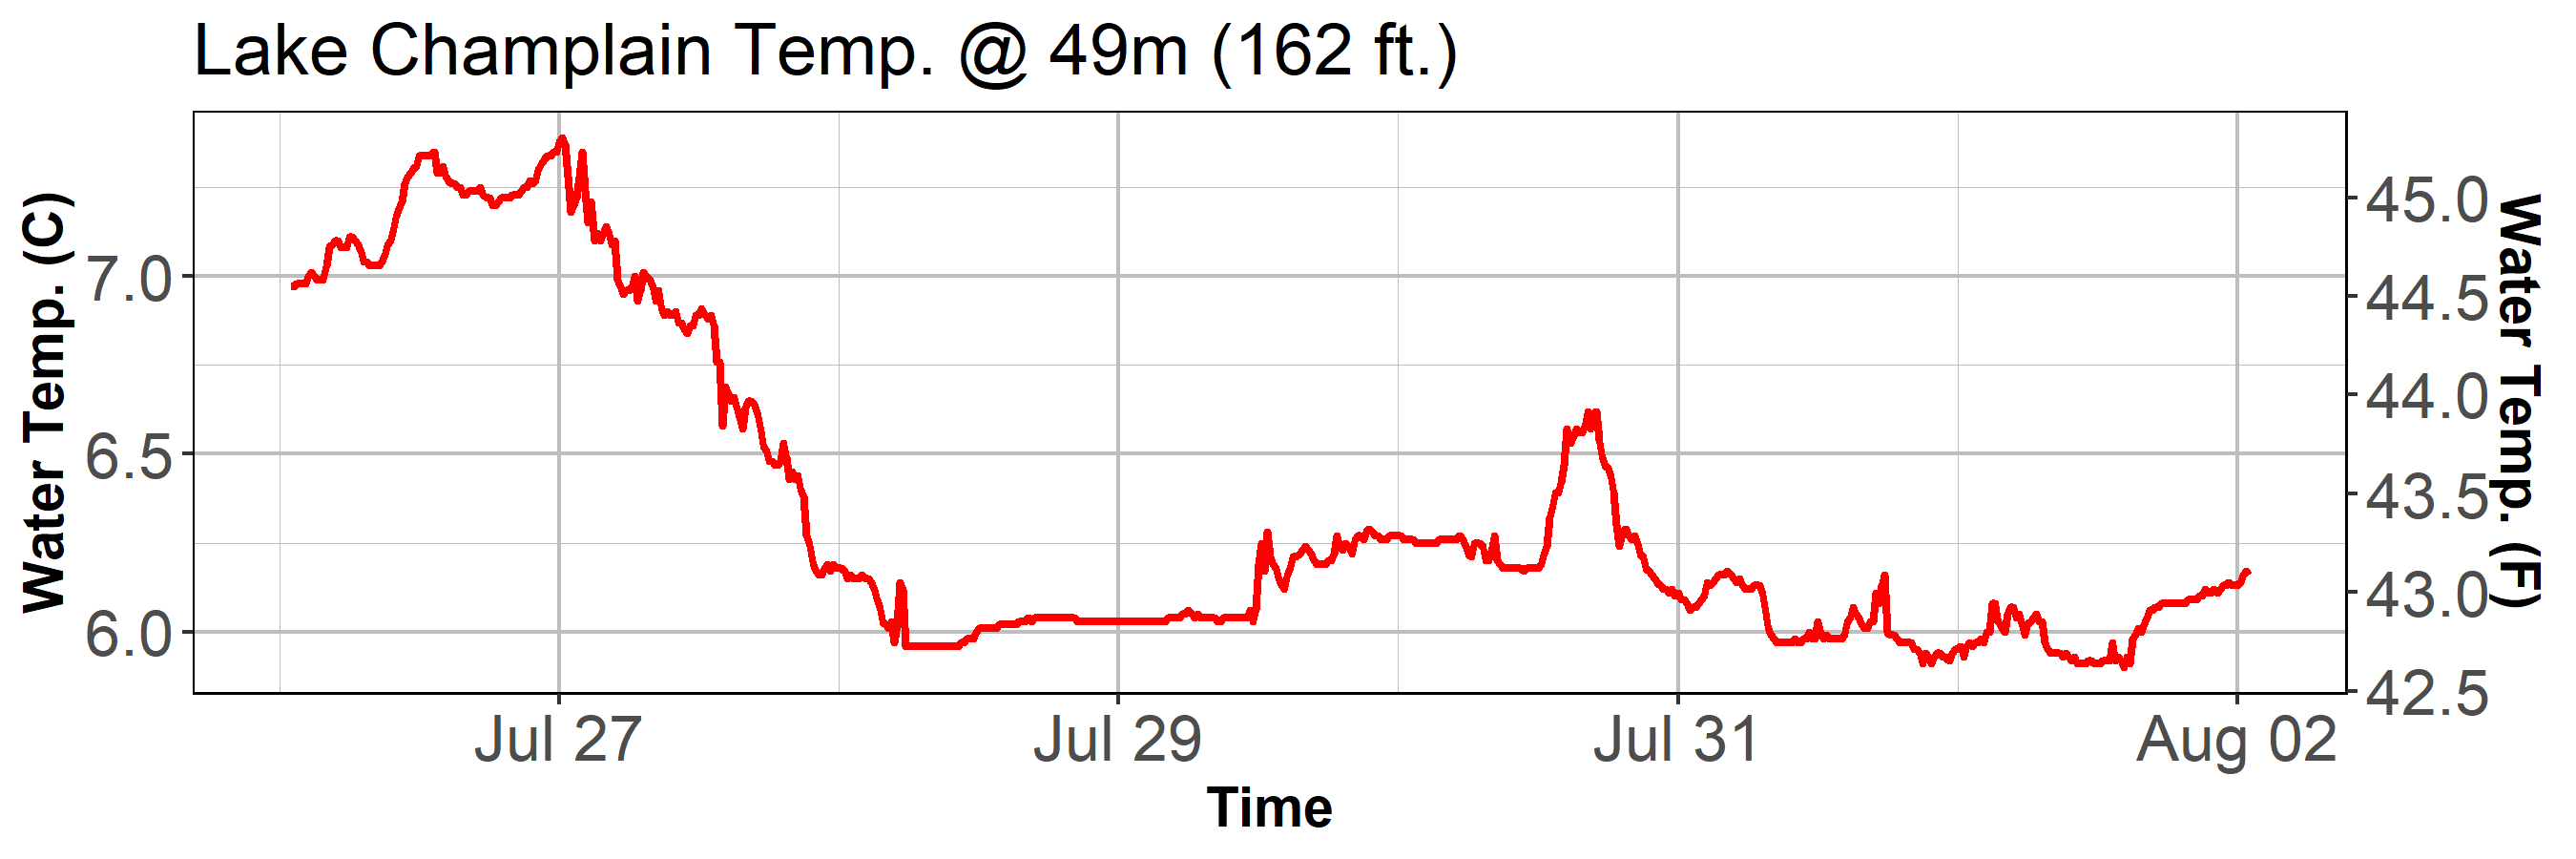 Lake Champlain Temp. @ 49m (162 ft.)
Water Temp. (C)
7.0
6.5
6.0
45.0
44.5
44.0
43.5
43.0
42.5
Water Temp. (F)
Jul 27
Jul 29
Jul 31
Aug 02
Time